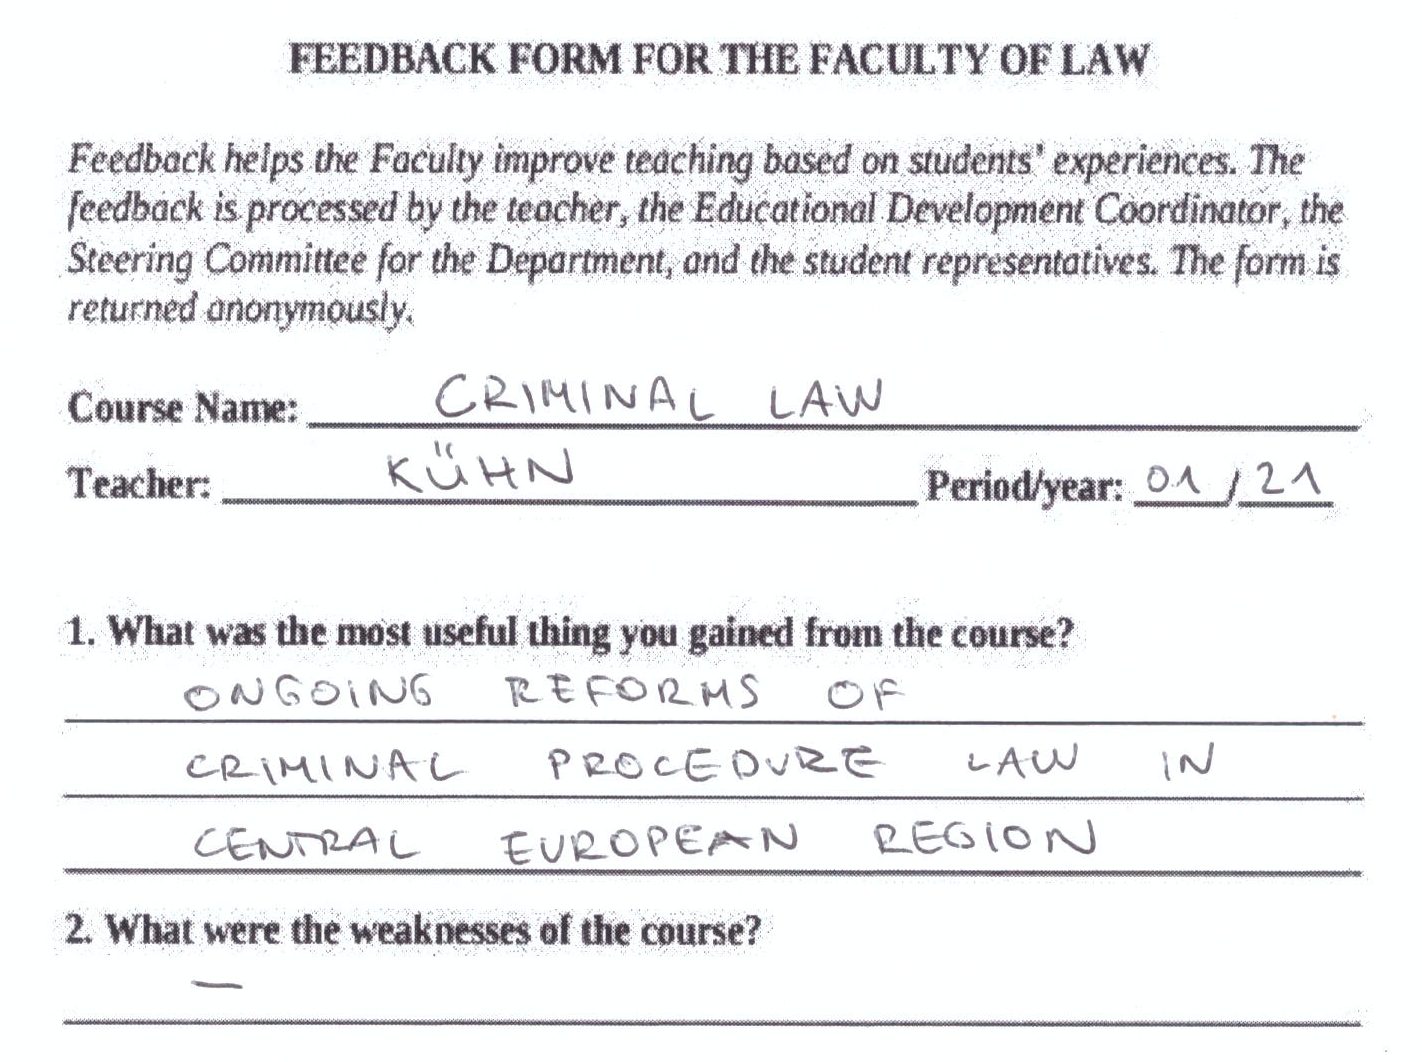 FEEDBACK FORM FOR THE FACULTY OF LAW
Feedback helps the Faculty improve teaching based on students' experiences. The
feedback is processed by the teacher, the Educational Development Coordinator, the
Steering Committee for the Department, and the student representatives. The form is
returned anonymously.
Course Name: CRIMINAL LAW
Teacher: KÜHN Period/year: 01/21
1. What was the most useful thing you gained from the course?
ONGOING REFORMS OF
CRIMINAL PROCEDURE LAW IN
CENTRAL EUROPEAN REGION
2. What were the weaknesses of the course?
—